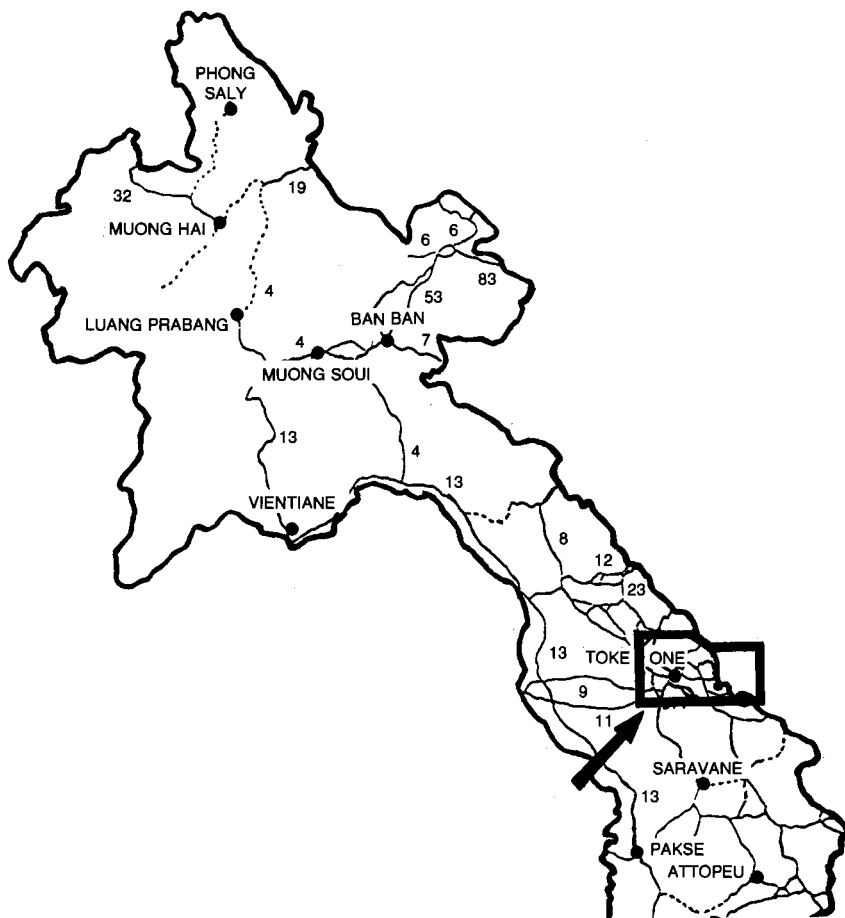 PHONG
SALY
32
19
MUONG HAI
6
6
83
53
4
LUANG PRABANG
BAN BAN
4
7
MUONG SOUI
13
4
13
VIENTIANE
8
12
23
13
TOKE ONE
9
11
SARAVANE
13
PAKSE
ATTOPEU